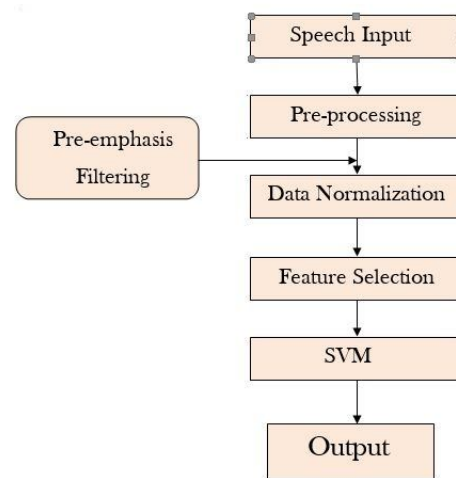 Speech Input
Pre-processing
Pre-emphasis
Filtering
Data Normalization
Feature Selection
SVM
Output